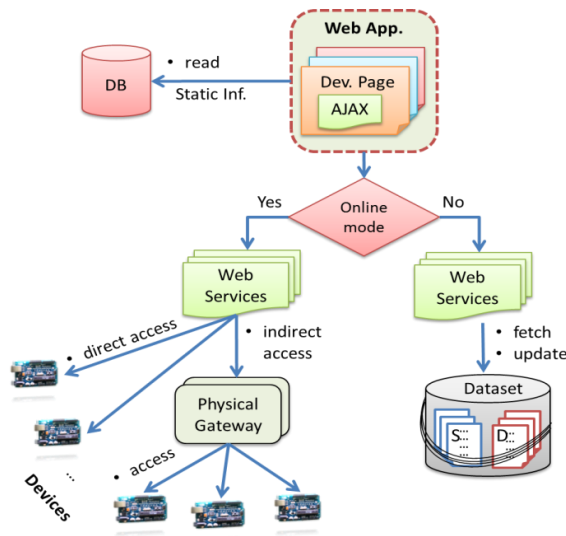 Web App.
• read
DB
Static Inf.
Dev. Page
AJAX
Yes
Online
mode
No
Web
Services
Web
Services
• direct access
• indirect
access
• fetch
• update
Dataset
Physical
Gateway
S
D
• access
...
Devices